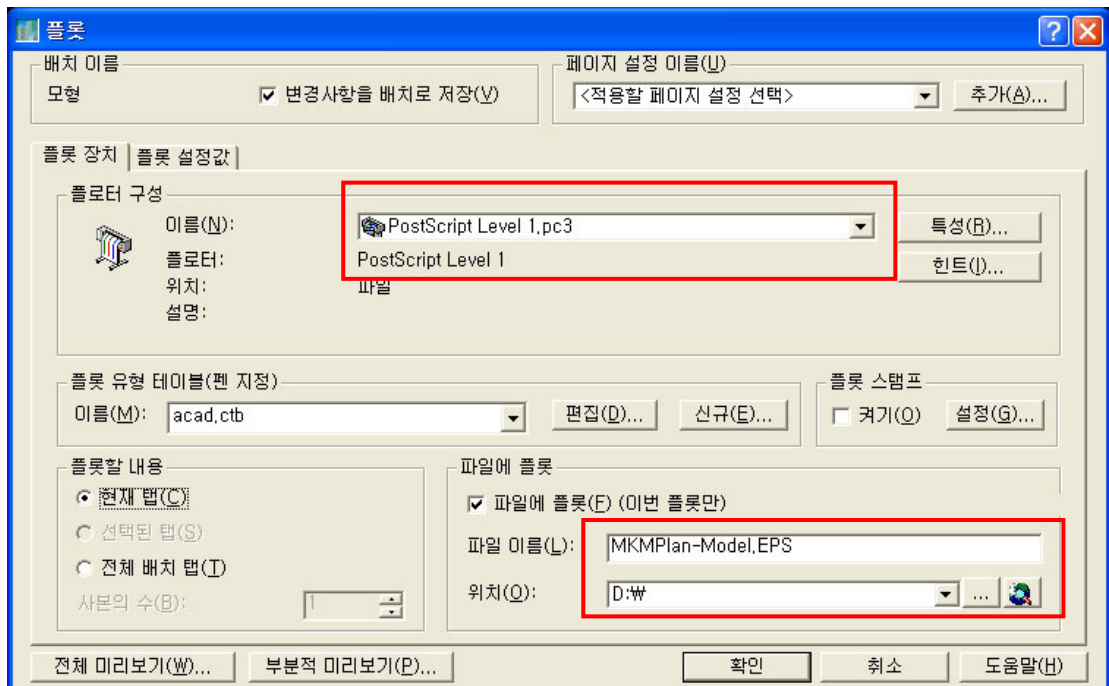 플롯
배치 이름
페이지 설정 이름(U)
모형
변경사항을 배치로 저장(V)
<적용할 페이지 설정 선택>
추가(A)...
플롯 장치
플롯 설정값
플로터 구성
이름(N):
PostScript Level 1.pc3
특성(R)...
플로터:
PostScript Level 1
힌트(I)...
위치:
파일
설명:
플롯 유형 테이블(펜 지정)
플롯 스탬프
이름(M):
acad.ctb
편집(D)...
신규(E)...
켜기(O)
설정(G)...
플롯할 내용
파일에 플롯
현재 탭(C)
파일에 플롯(F) (이번 플롯만)
선택된 탭(S)
파일 이름(L):
MKMPlan-Model.EPS
전체 배치 탭(T)
위치(O):
D:₩
...
사본의 수(B):
1
전체 미리보기(W)...
부분적 미리보기(P)...
확인
취소
도움말(H)